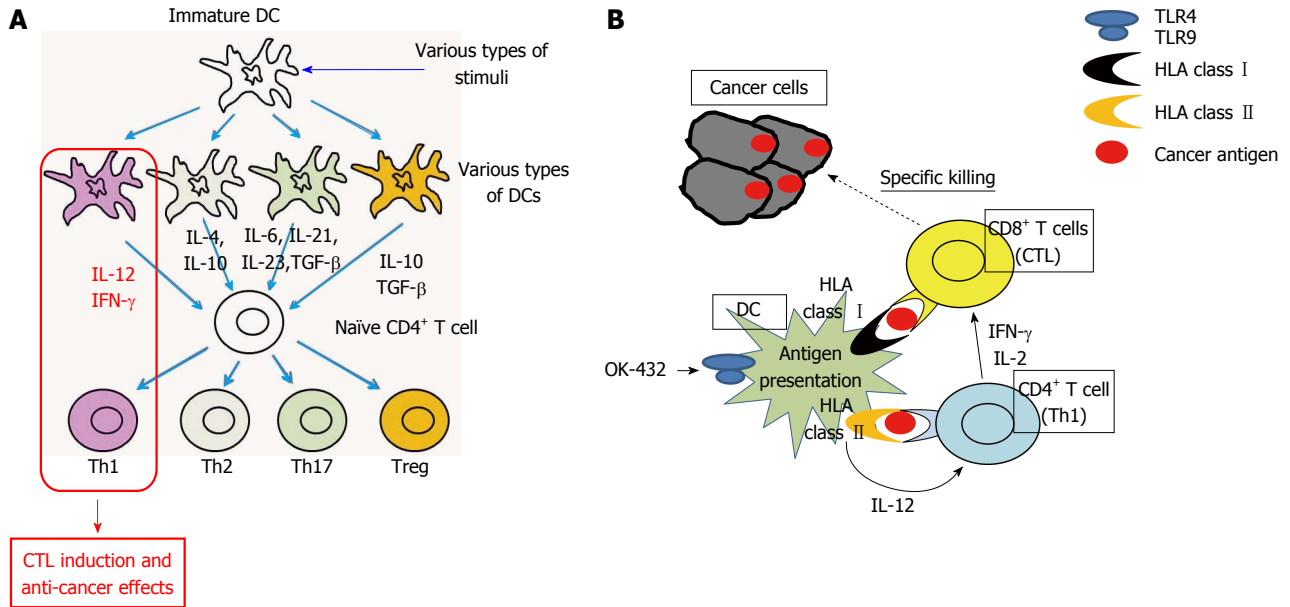 A
Immature DC
Various types of
stimuli
Various types
of DCs
IL-4,
IL-10
IL-6, IL-21,
IL-23,TGF-β
IL-10
TGF-β
IL-12
IFN-γ
Naïve CD4⁺ T cell
Th1
Th2
Th17
Treg
CTL induction and
anti-cancer effects
B
TLR4
TLR9
HLA class Ⅰ
HLA class Ⅱ
Cancer antigen
Cancer cells
Specific killing
CD8⁺ T cells
(CTL)
DC
HLA
class Ⅰ
Antigen
presentation
OK-432
HLA
class Ⅱ
IFN-γ
IL-2
CD4⁺ T cell
(Th1)
IL-12